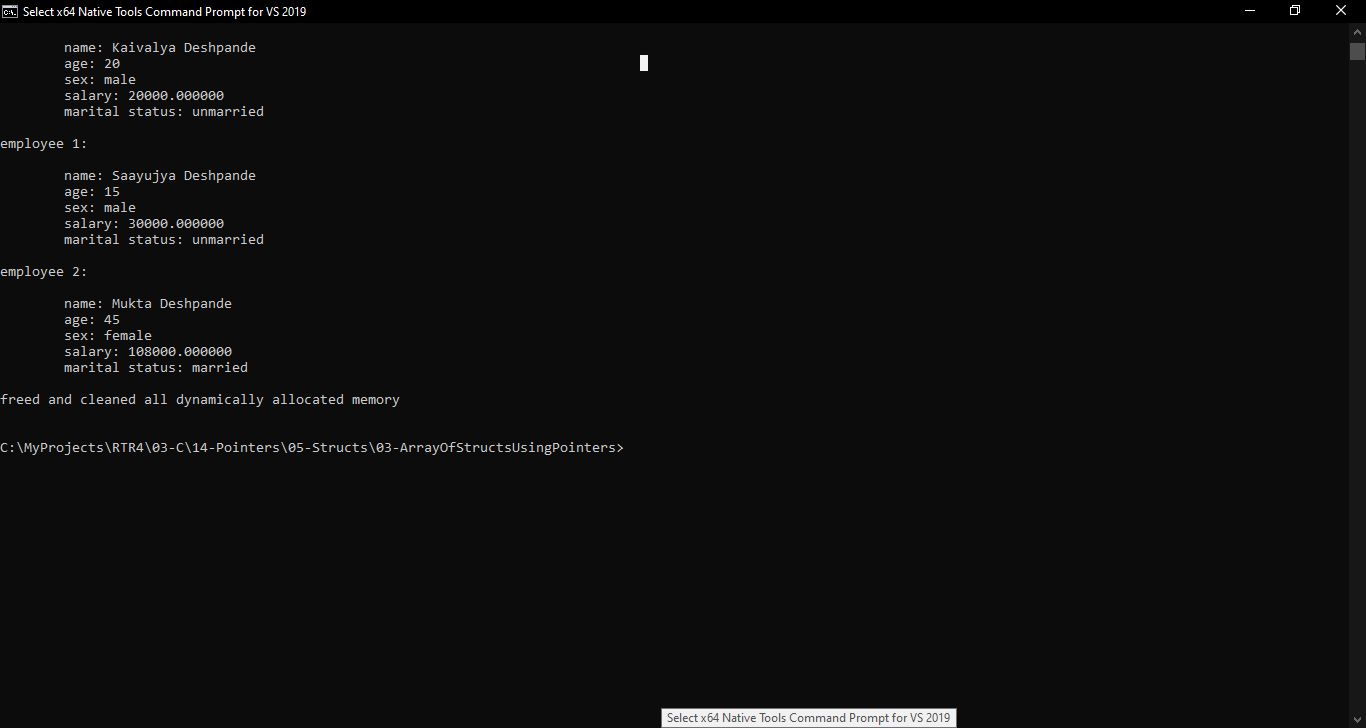 Select x64 Native Tools Command Prompt for VS 2019
name: Kaivalya Deshpande
age: 20
sex: male
salary: 20000.000000
marital status: unmarried
employee 1:
name: Saayujya Deshpande
age: 15
sex: male
salary: 30000.000000
marital status: unmarried
employee 2:
name: Mukta Deshpande
age: 45
sex: female
salary: 108000.000000
marital status: married
freed and cleaned all dynamically allocated memory
C:\MyProjects\RTR4\03-C\14-Pointers\05-Structs\03-ArrayOfStructsUsingPointers>
Select x64 Native Tools Command Prompt for VS 2019